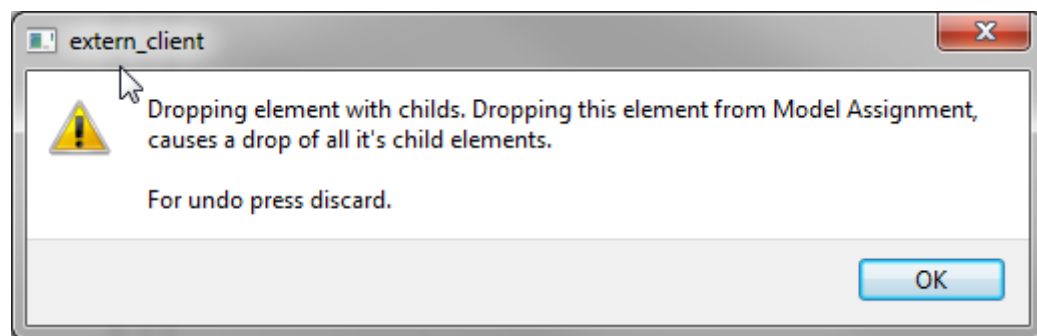 extern_client
Dropping element with childs. Dropping this element from Model Assignment,
causes a drop of all it's child elements.
For undo press discard.
OK